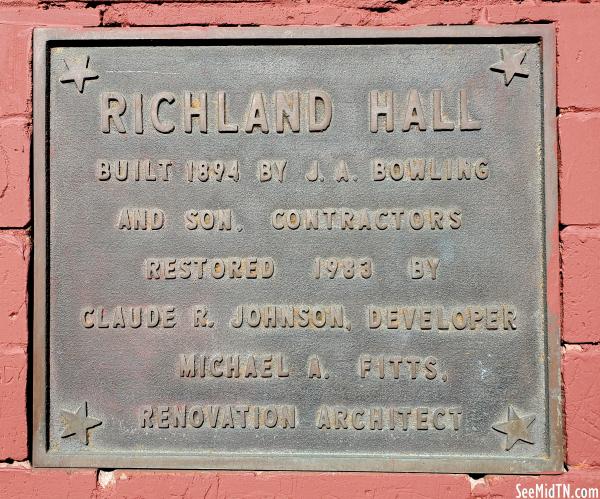 RICHLAND HALL
BUILT 1894 BY J. A. BOWLING
AND SON, CONTRACTORS
RESTORED 1983 BY
CLAUDE R. JOHNSON, DEVELOPER
MICHAEL A. FITTS,
RENOVATION ARCHITECT
SeeMidTN.com